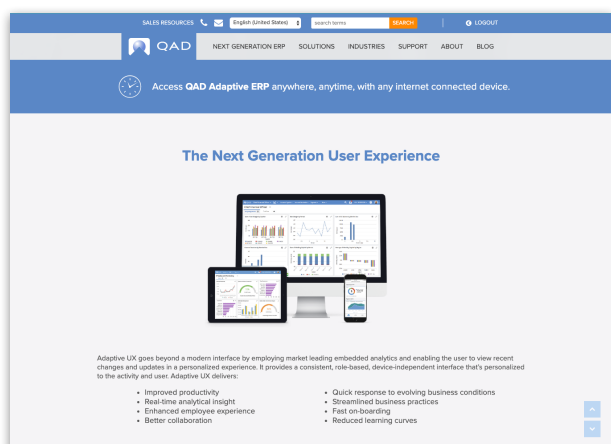 SALES RESOURCES English (United States) search terms SEARCH LOGOUT
QAD NEXT GENERATION ERP SOLUTIONS INDUSTRIES SUPPORT ABOUT BLOG
Access QAD Adaptive ERP anywhere, anytime, with any internet connected device.
The Next Generation User Experience
Adaptive UX goes beyond a modern interface by employing market leading embedded analytics and enabling the user to view recent
changes and updates in a personalized experience. It provides a consistent, role-based, device-independent interface that's personalized
to the activity and user. Adaptive UX delivers:
• Improved productivity
• Real-time analytical insight
• Enhanced employee experience
• Better collaboration
• Quick response to evolving business conditions
• Streamlined business practices
• Fast on-boarding
• Reduced learning curves